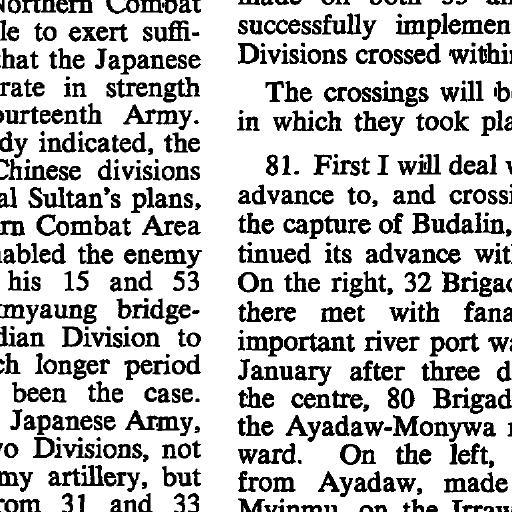 Northern Combat
le to exert suffi-
that the Japanese
rate in strength
ourteenth Army.
dy indicated, the
Chinese divisions
al Sultan's plans,
rn Combat Area
nabled the enemy
his 15 and 53
myaung bridge-
dian Division to
ch longer period
been the case.
Japanese Army,
vo Divisions, not
my artillery, but
rom 31 and 33
made on both 33 and
successfully implemen
Divisions crossed within
The crossings will be
in which they took pla
81. First I will deal w
advance to, and crossi
the capture of Budalin,
tinued its advance wit
On the right, 32 Brigad
there met with fana
important river port wa
January after three d
the centre, 80 Brigad
the Ayadaw-Monywa r
ward. On the left,
from Ayadaw, made
Myinmu, on the Irraw